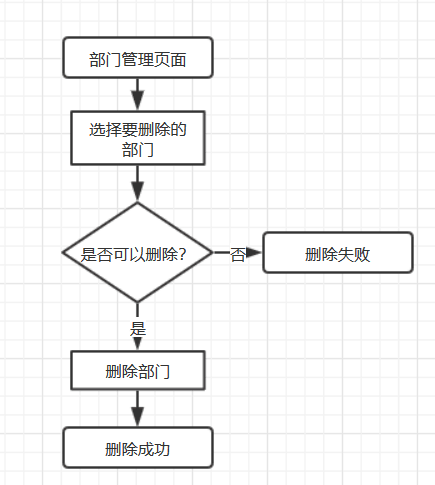 部门管理页面
选择要删除的
部门
是否可以删除?
否
删除失败
是
删除部门
删除成功